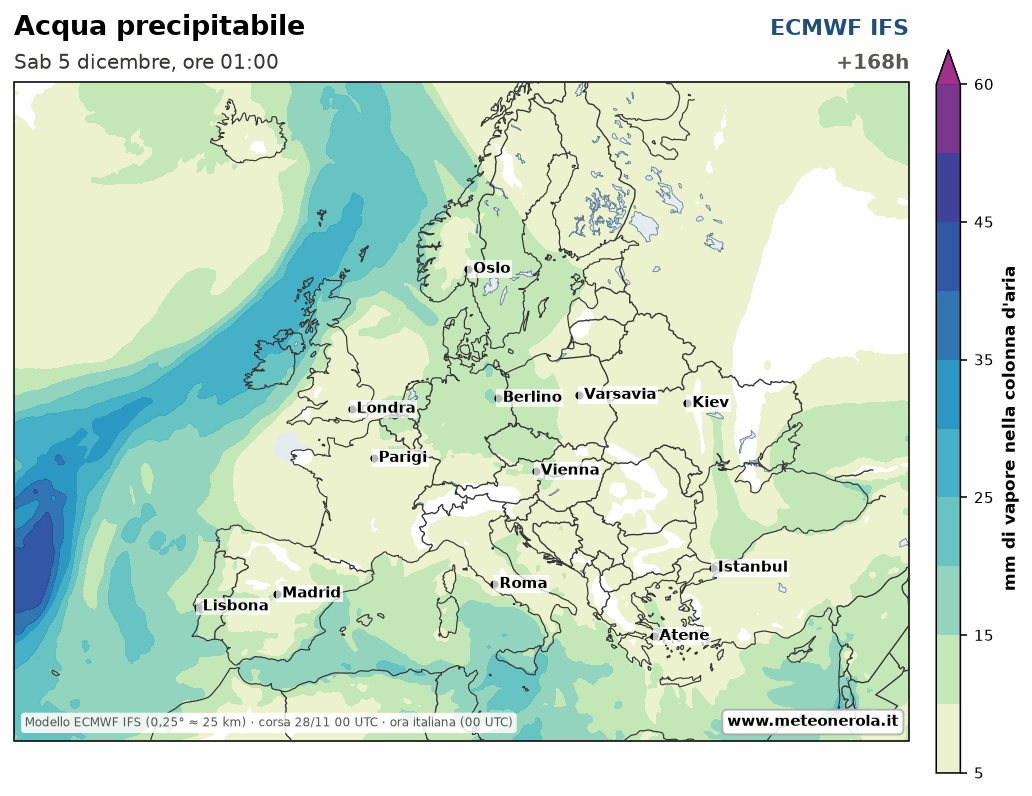 Acqua precipitabile
ECMWF IFS
Sab 5 dicembre, ore 01:00
+168h
60
45
35
25
15
5
mm di vapore nella colonna d'aria
Oslo
Berlino
Varsavia
Kiev
Londra
Parigi
Vienna
Istanbul
Roma
Madrid
Lisbona
Atene
Modello ECMWF IFS (0,25° ≈ 25 km) · corsa 28/11 00 UTC · ora italiana (00 UTC)
www.meteonerola.it